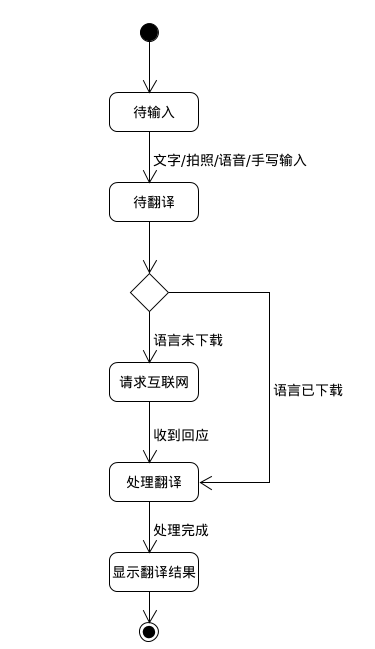 待输入
文字/拍照/语音/手写输入
待翻译
语言未下载
请求互联网
语言已下载
收到回应
处理翻译
处理完成
显示翻译结果